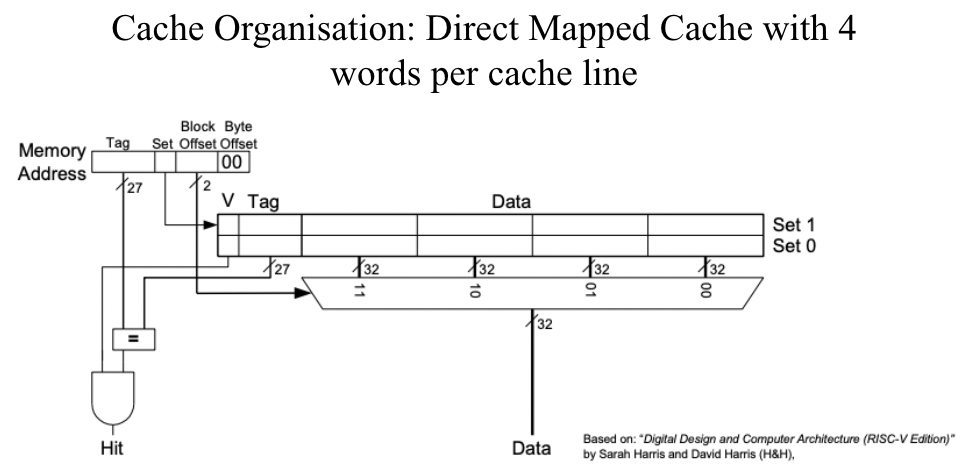 Cache Organisation: Direct Mapped Cache with 4
words per cache line
Block Byte
Tag Set Offset Offset
Memory
Address
00
27
2
V Tag Data
Set 1
Set 0
27 32 32 32 32
11 10 01 00
32
=
Hit
Data
Based on: "Digital Design and Computer Architecture (RISC-V Edition)"
by Sarah Harris and David Harris (H&H),